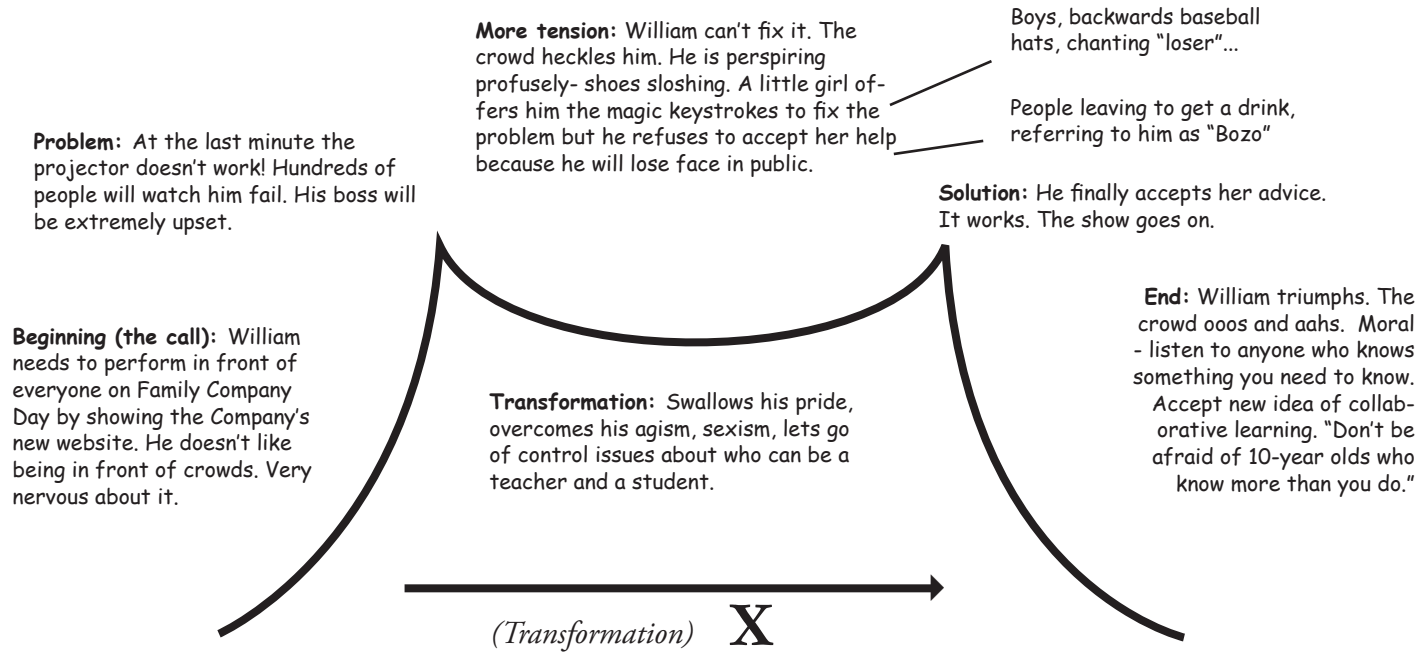 Beginning (the call): William
needs to perform in front of
everyone on Family Company
Day by showing the Company's
new website. He doesn't like
being in front of crowds. Very
nervous about it.
Problem: At the last minute the
projector doesn't work! Hundreds of
people will watch him fail. His boss will
be extremely upset.
More tension: William can't fix it. The
crowd heckles him. He is perspiring
profusely- shoes sloshing. A little girl of-
fers him the magic keystrokes to fix the
problem but he refuses to accept her help
because he will lose face in public.
Boys, backwards baseball
hats, chanting “loser”...
People leaving to get a drink,
referring to him as “Bozo”
Transformation: Swallows his pride,
overcomes his agism, sexism, lets go
of control issues about who can be a
teacher and a student.
Solution: He finally accepts her advice.
It works. The show goes on.
End: William triumphs. The
crowd ooos and aahs. Moral
- listen to anyone who knows
something you need to know.
Accept new idea of collab-
orative learning. “Don't be
afraid of 10-year olds who
know more than you do.”
(Transformation) X